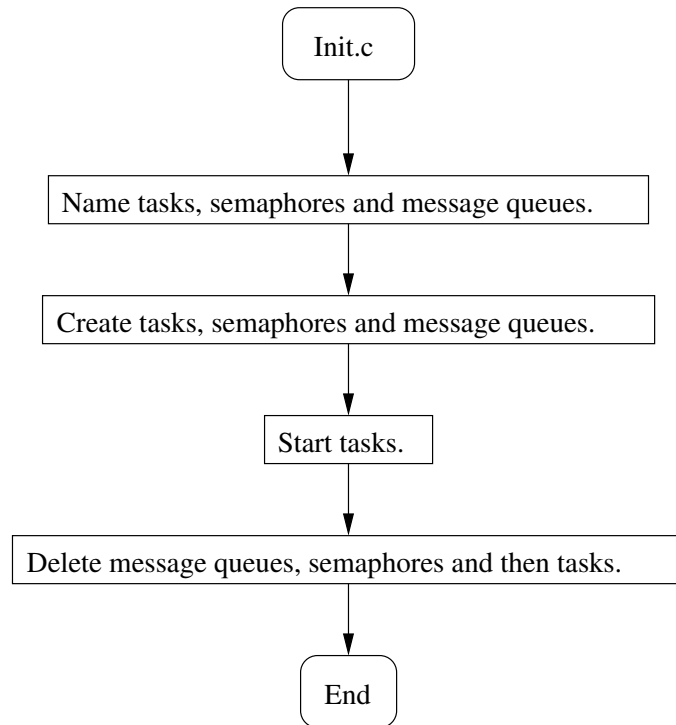 Init.c
Name tasks, semaphores and message queues.
Create tasks, semaphores and message queues.
Start tasks.
Delete message queues, semaphores and then tasks.
End